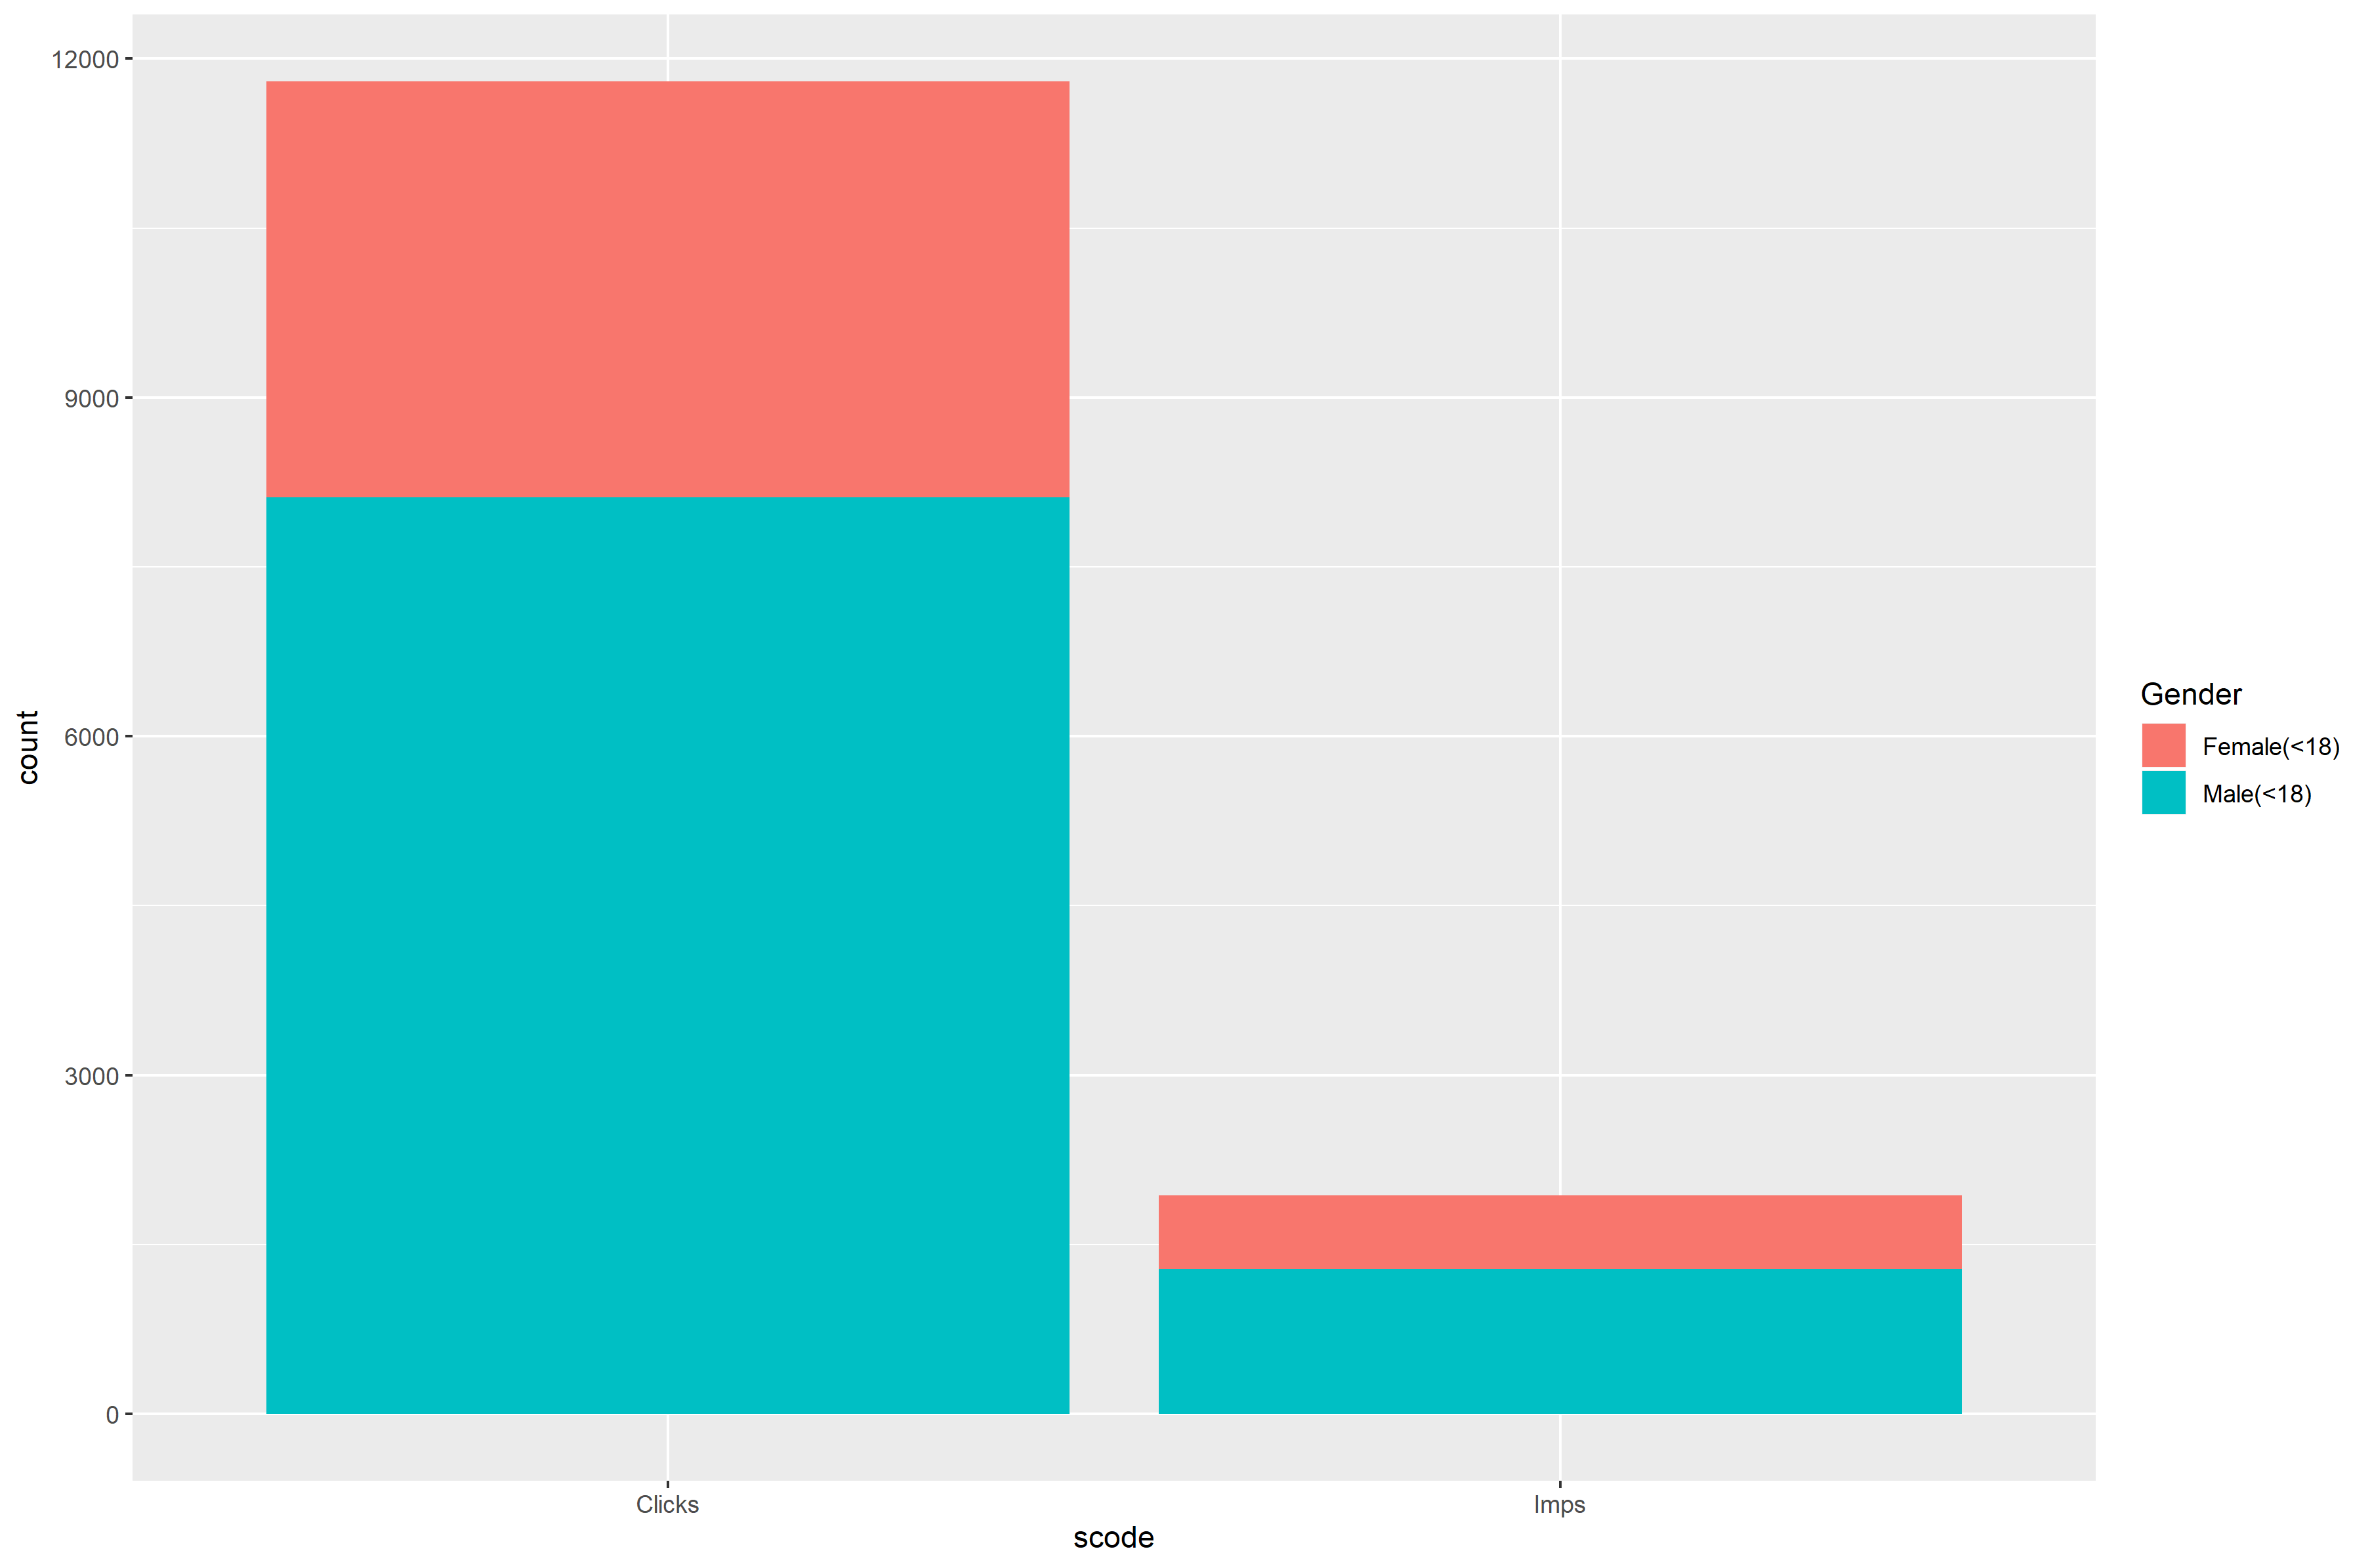 12000
9000
6000
3000
0
count
Clicks
Imps
scode
Gender
Female(<18)
Male(<18)